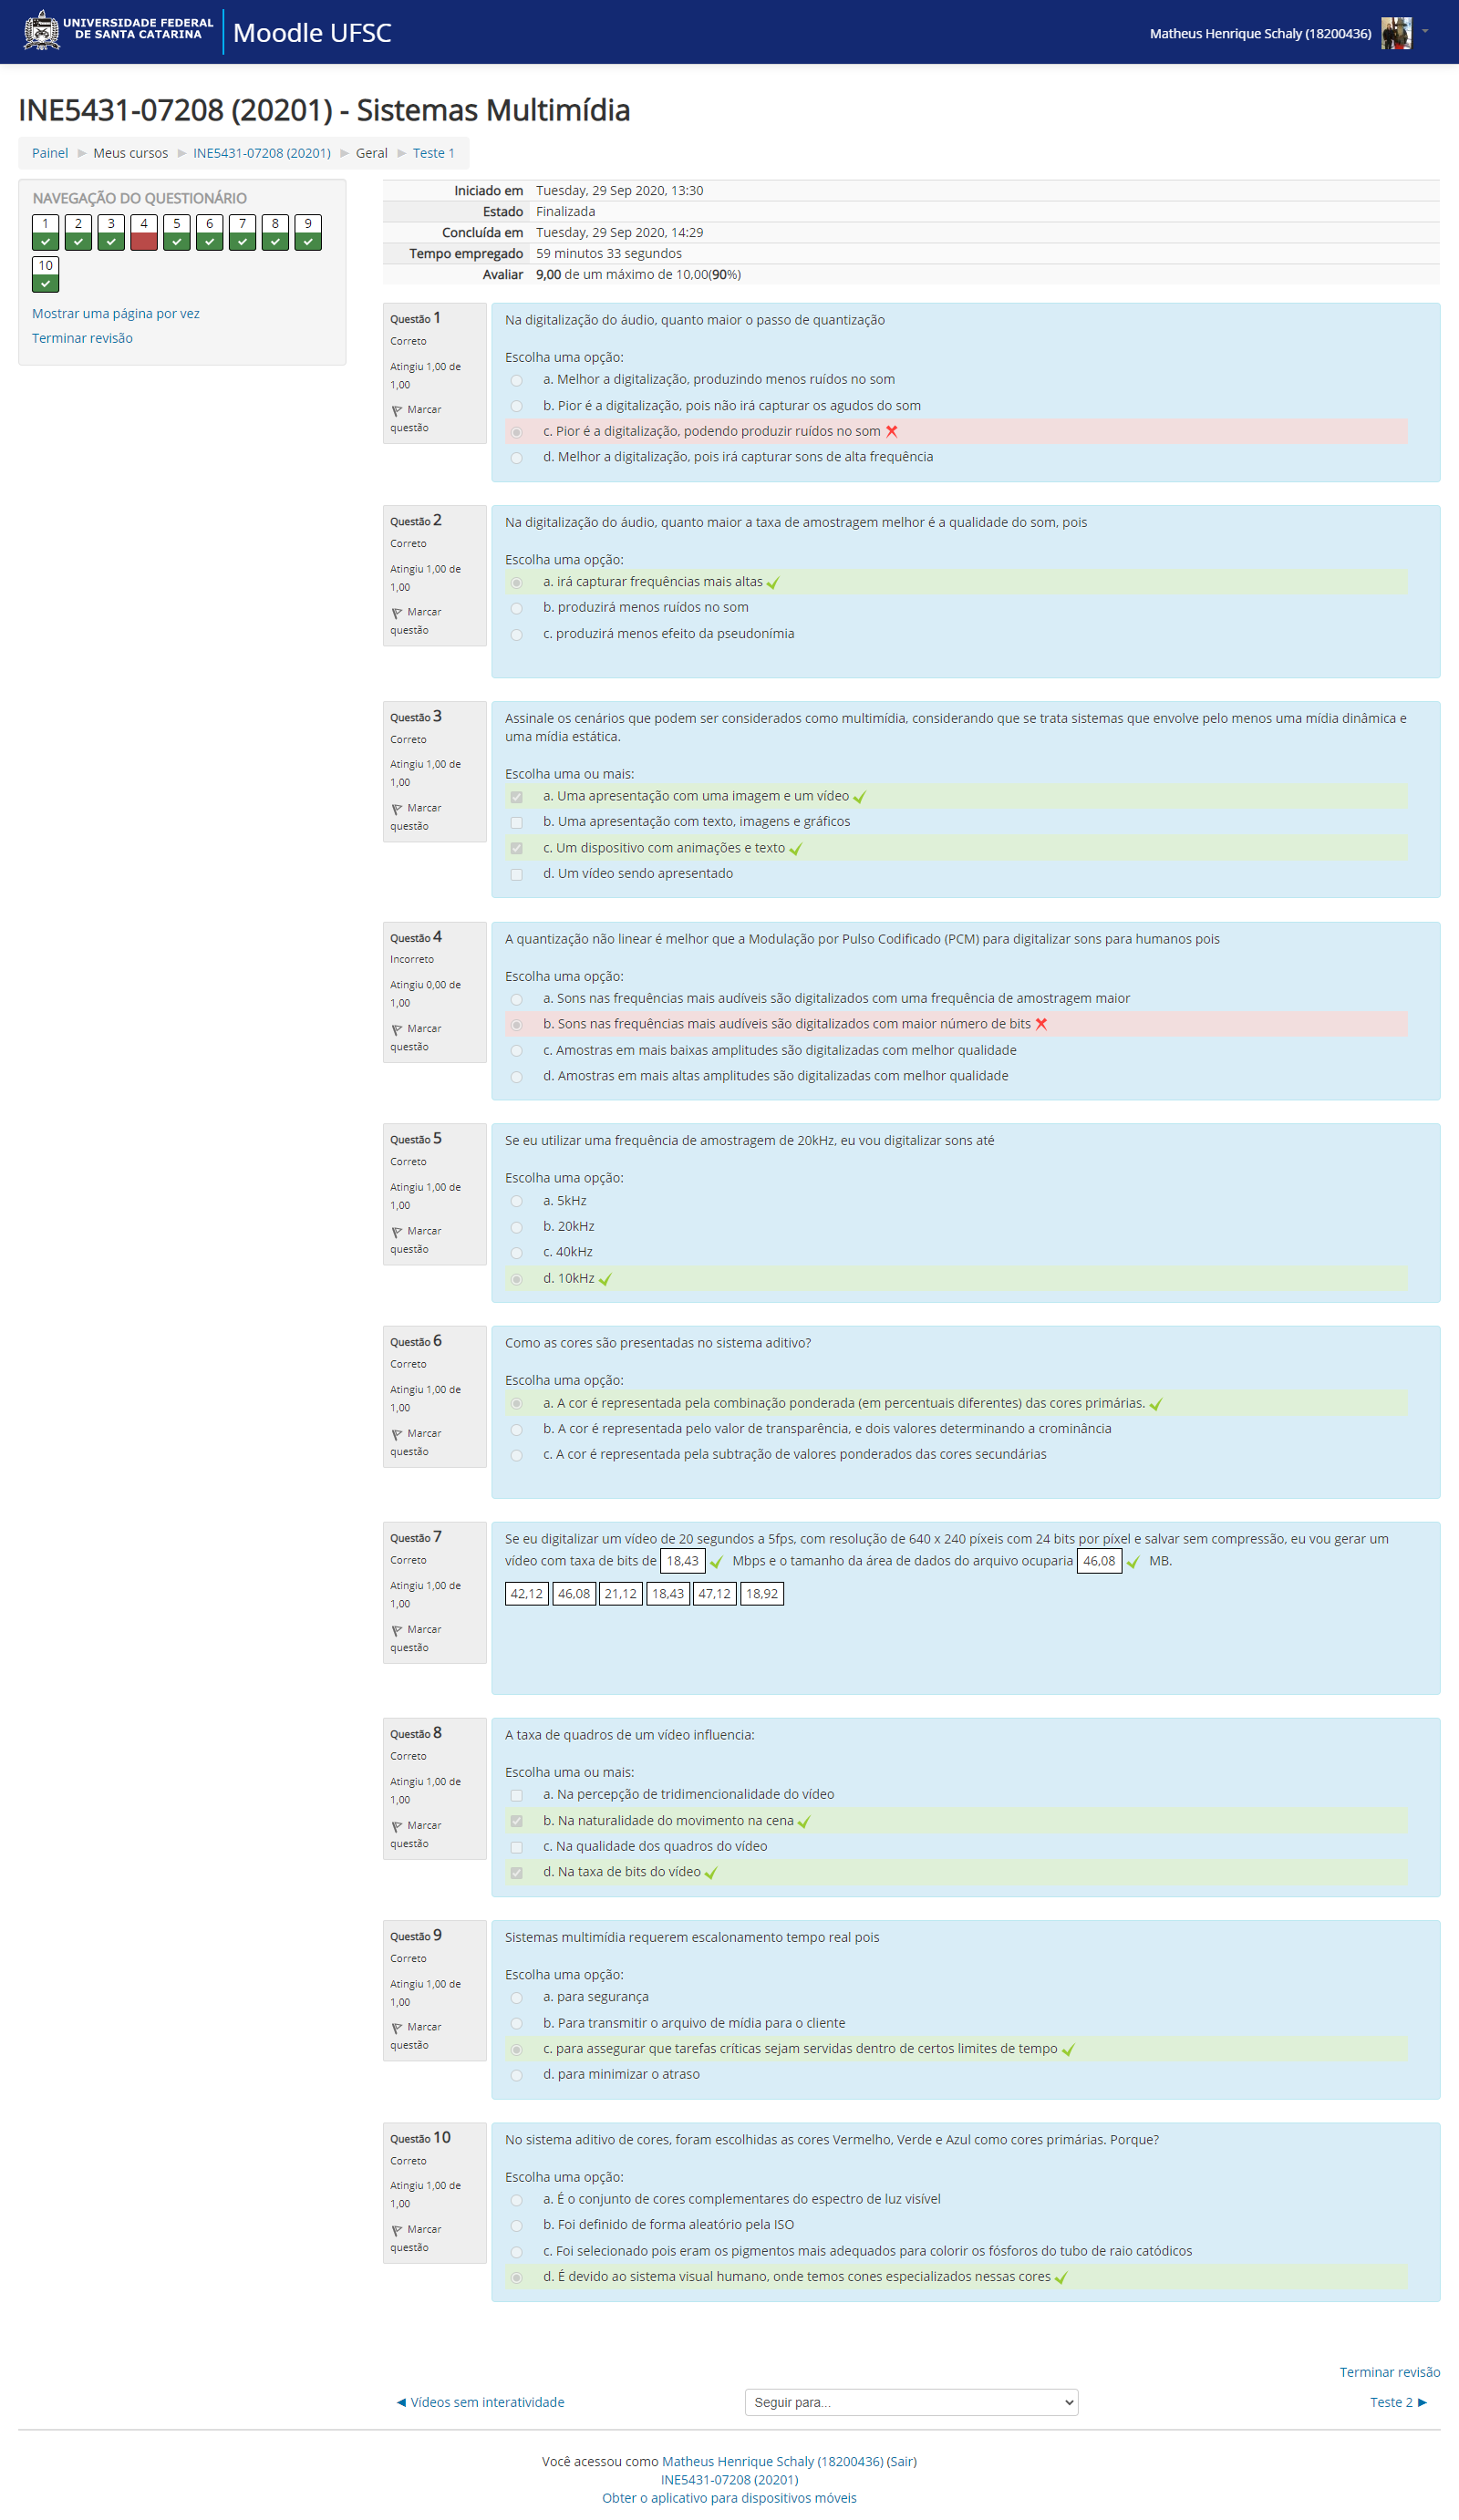 UNIVERSIDADE FEDERAL
DE SANTA CATARINA
Moodle UFSC
Matheus Henrique Schaly (18200436)
INE5431-07208 (20201) - Sistemas Multimídia
Painel ► Meus cursos ► INE5431-07208 (20201) ► Geral ► Teste 1
NAVEGAÇÃO DO QUESTIONÁRIO
1 2 3 4 5 6 7 8 9
10
Mostrar uma página por vez
Terminar revisão
Iniciado em Tuesday, 29 Sep 2020, 13:30
Estado Finalizada
Concluída em Tuesday, 29 Sep 2020, 14:29
Tempo empregado 59 minutos 33 segundos
Avaliar 9,00 de um máximo de 10,00(90%)
Questão 1
Correto
Atingiu 1,00 de
1,00
Marcar
questão
Na digitalização do áudio, quanto maior o passo de quantização
Escolha uma opção:
a. Melhor a digitalização, produzindo menos ruídos no som
b. Pior é a digitalização, pois não irá capturar os agudos do som
c. Pior é a digitalização, podendo produzir ruídos no som
d. Melhor a digitalização, pois irá capturar sons de alta frequência
Questão 2
Correto
Atingiu 1,00 de
1,00
Marcar
questão
Na digitalização do áudio, quanto maior a taxa de amostragem melhor é a qualidade do som, pois
Escolha uma opção:
a. irá capturar frequências mais altas
b. produzirá menos ruídos no som
c. produzirá menos efeito da pseudonímia
Questão 3
Correto
Atingiu 1,00 de
1,00
Marcar
questão
Assinale os cenários que podem ser considerados como multimídia, considerando que se trata sistemas que envolve pelo menos uma mídia dinâmica e
uma mídia estática.
Escolha uma ou mais:
a. Uma apresentação com uma imagem e um vídeo
b. Uma apresentação com texto, imagens e gráficos
c. Um dispositivo com animações e texto
d. Um vídeo sendo apresentado
Questão 4
Incorreto
Atingiu 0,00 de
1,00
Marcar
questão
A quantização não linear é melhor que a Modulação por Pulso Codificado (PCM) para digitalizar sons para humanos pois
Escolha uma opção:
a. Sons nas frequências mais audíveis são digitalizados com uma frequência de amostragem maior
b. Sons nas frequências mais audíveis são digitalizados com maior número de bits
c. Amostras em mais baixas amplitudes são digitalizadas com melhor qualidade
d. Amostras em mais altas amplitudes são digitalizadas com melhor qualidade
Questão 5
Correto
Atingiu 1,00 de
1,00
Marcar
questão
Se eu utilizar uma frequência de amostragem de 20kHz, eu vou digitalizar sons até
Escolha uma opção:
a. 5kHz
b. 20kHz
c. 40kHz
d. 10kHz
Questão 6
Correto
Atingiu 1,00 de
1,00
Marcar
questão
Como as cores são presentadas no sistema aditivo?
Escolha uma opção:
a. A cor é representada pela combinação ponderada (em percentuais diferentes) das cores primárias.
b. A cor é representada pelo valor de transparência, e dois valores determinando a crominância
c. A cor é representada pela subtração de valores ponderados das cores secundárias
Questão 7
Correto
Atingiu 1,00 de
1,00
Marcar
questão
Se eu digitalizar um vídeo de 20 segundos a 5fps, com resolução de 640 x 240 píxeis com 24 bits por píxel e salvar sem compressão, eu vou gerar um
vídeo com taxa de bits de 18,43 Mbps e o tamanho da área de dados do arquivo ocuparia 46,08 MB.
42,12 46,08 21,12 18,43 47,12 18,92
Questão 8
Correto
Atingiu 1,00 de
1,00
Marcar
questão
A taxa de quadros de um vídeo influencia:
Escolha uma ou mais:
a. Na percepção de tridimencionalidade do vídeo
b. Na naturalidade do movimento na cena
c. Na qualidade dos quadros do vídeo
d. Na taxa de bits do vídeo
Questão 9
Correto
Atingiu 1,00 de
1,00
Marcar
questão
Sistemas multimídia requerem escalonamento tempo real pois
Escolha uma opção:
a. para segurança
b. Para transmitir o arquivo de mídia para o cliente
c. para assegurar que tarefas críticas sejam servidas dentro de certos limites de tempo
d. para minimizar o atraso
Questão 10
Correto
Atingiu 1,00 de
1,00
Marcar
questão
No sistema aditivo de cores, foram escolhidas as cores Vermelho, Verde e Azul como cores primárias. Porque?
Escolha uma opção:
a. É o conjunto de cores complementares do espectro de luz visível
b. Foi definido de forma aleatório pela ISO
c. Foi selecionado pois eram os pigmentos mais adequados para colorir os fósforos do tubo de raio catódicos
d. É devido ao sistema visual humano, onde temos cones especializados nessas cores
Terminar revisão
◄ Vídeos sem interatividade
Seguir para...
Teste 2 ►
Você acessou como Matheus Henrique Schaly (18200436) (Sair)
INE5431-07208 (20201)
Obter o aplicativo para dispositivos móveis